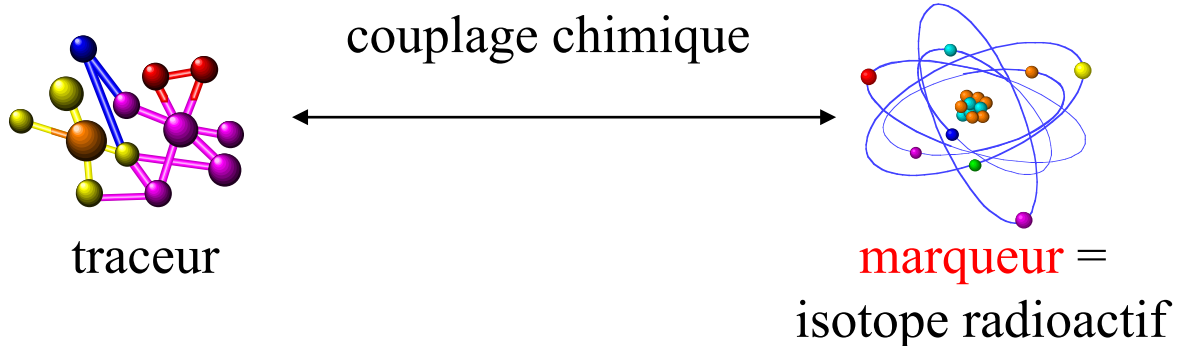 couplage chimique
traceur
marqueur =
isotope radioactif